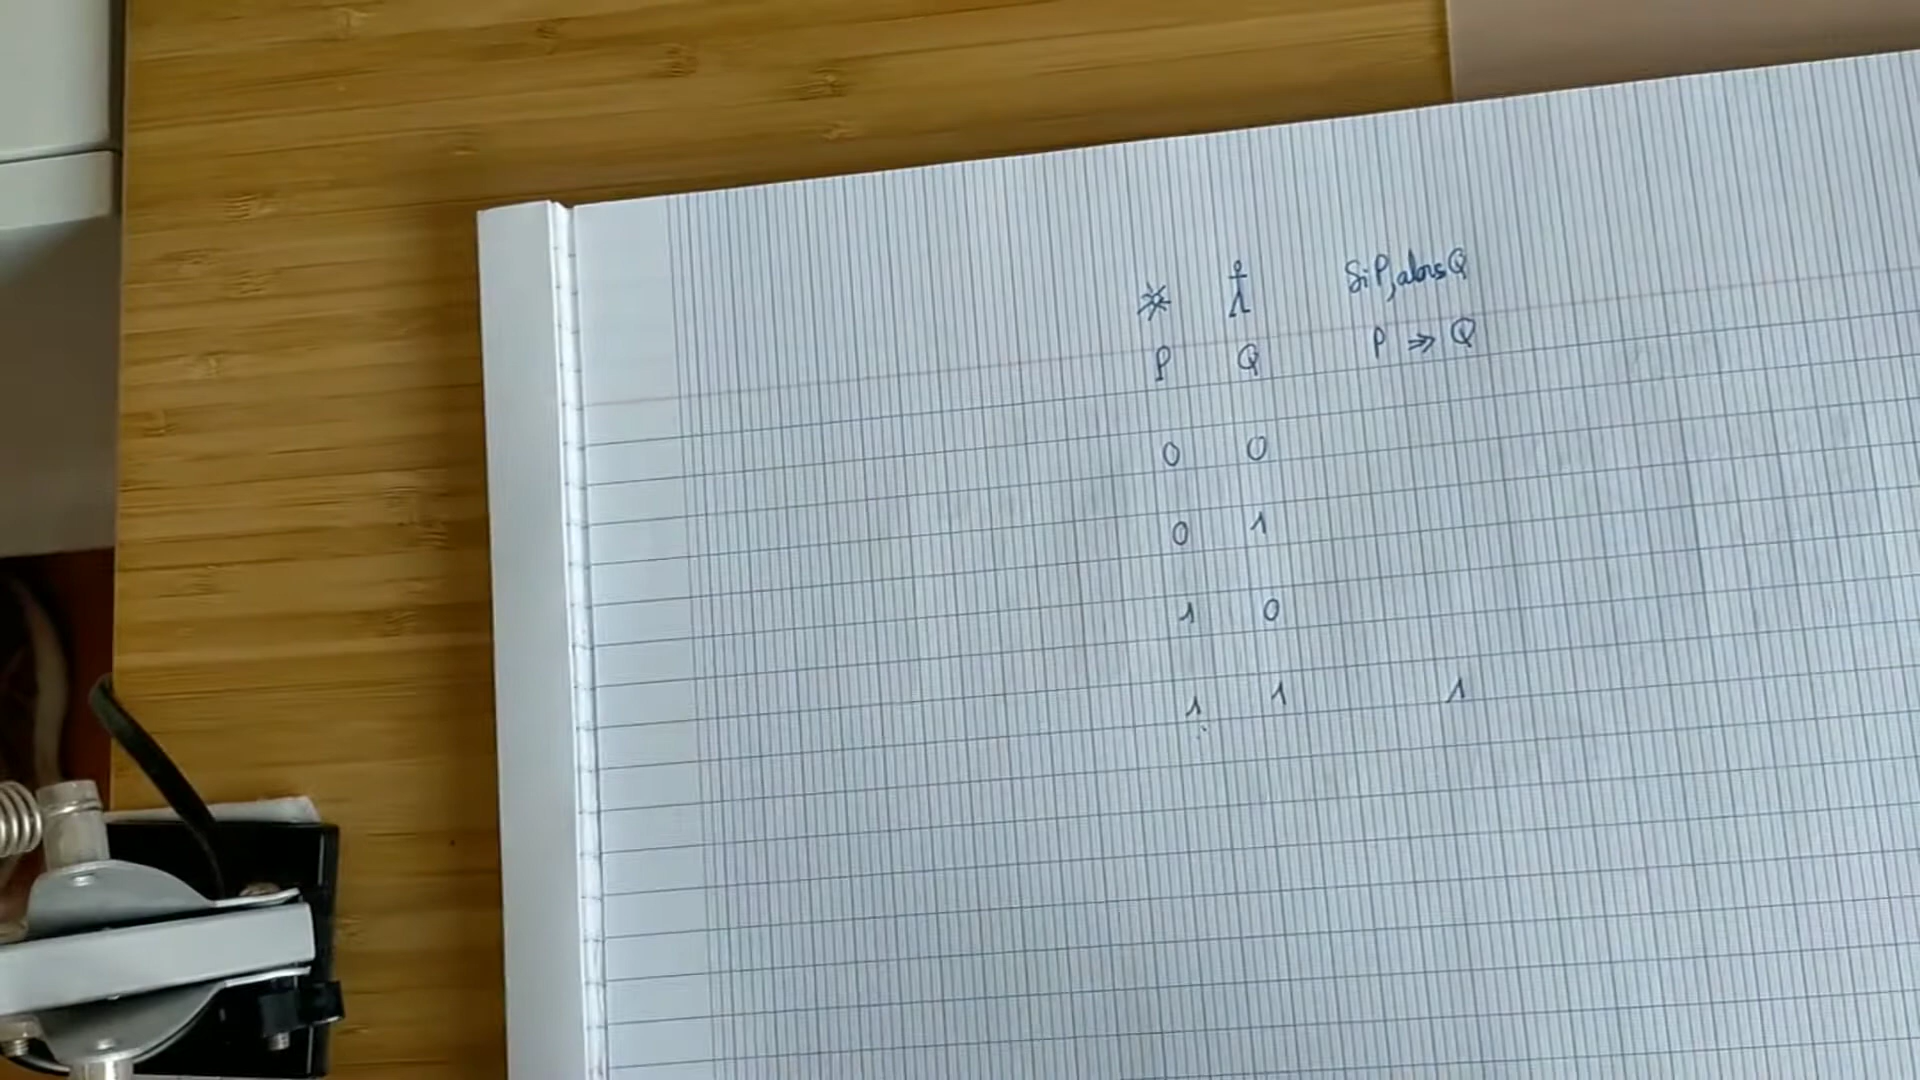 Si P, alors Q
P Q P => Q
0 0
0 1
1 0
1 1 1